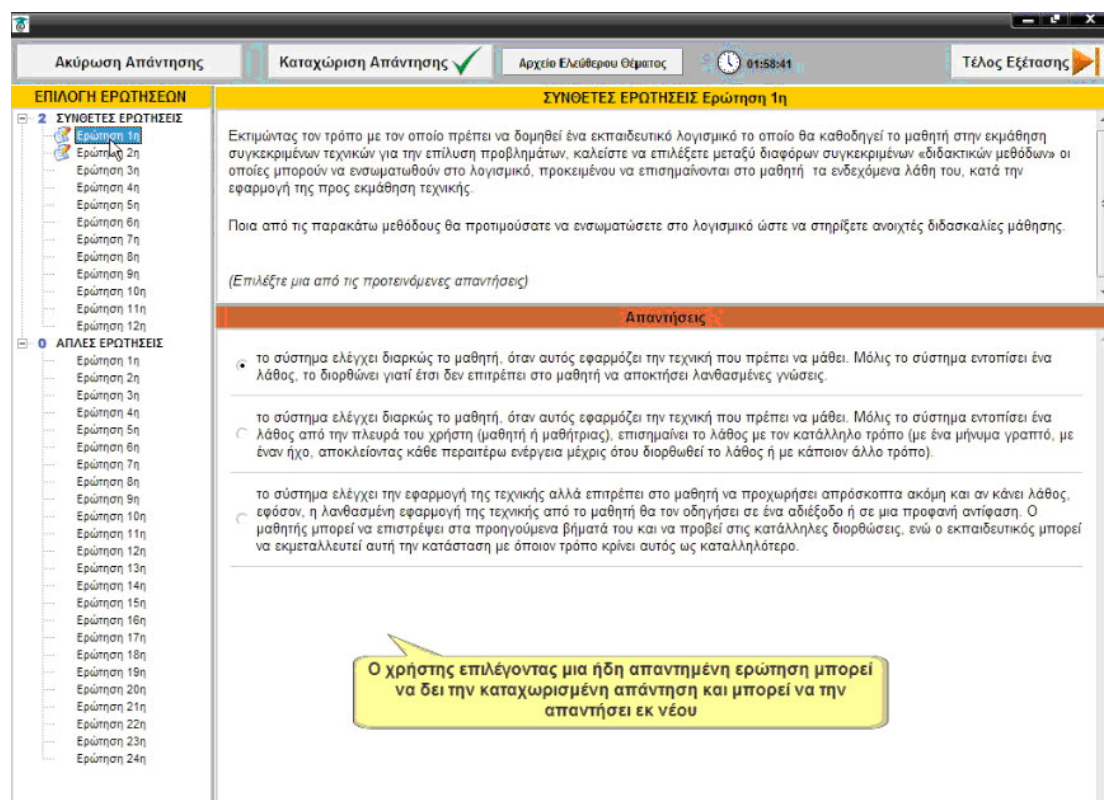 Ακύρωση Απάντησης
Καταχώριση Απάντησης
Αρχείο Ελεύθερου Θέματος
01:58:41
Τέλος Εξέτασης
ΕΠΙΛΟΓΗ ΕΡΩΤΗΣΕΩΝ
2 ΣΥΝΘΕΤΕΣ ΕΡΩΤΗΣΕΙΣ
Ερώτηση 1η
Ερώτηση 2η
Ερώτηση 3η
Ερώτηση 4η
Ερώτηση 5η
Ερώτηση 6η
Ερώτηση 7η
Ερώτηση 8η
Ερώτηση 9η
Ερώτηση 10η
Ερώτηση 11η
Ερώτηση 12η
0 ΑΠΛΕΣ ΕΡΩΤΗΣΕΙΣ
Ερώτηση 1η
Ερώτηση 2η
Ερώτηση 3η
Ερώτηση 4η
Ερώτηση 5η
Ερώτηση 6η
Ερώτηση 7η
Ερώτηση 8η
Ερώτηση 9η
Ερώτηση 10η
Ερώτηση 11η
Ερώτηση 12η
Ερώτηση 13η
Ερώτηση 14η
Ερώτηση 15η
Ερώτηση 16η
Ερώτηση 17η
Ερώτηση 18η
Ερώτηση 19η
Ερώτηση 20η
Ερώτηση 21η
Ερώτηση 22η
Ερώτηση 23η
Ερώτηση 24η
ΣΥΝΘΕΤΕΣ ΕΡΩΤΗΣΕΙΣ Ερώτηση 1η
Εκτιμώντας τον τρόπο με τον οποίο πρέπει να δομηθεί ένα εκπαιδευτικό λογισμικό το οποίο θα καθοδηγεί το μαθητή στην εκμάθηση
συγκεκριμένων τεχνικών για την επίλυση προβλημάτων, καλείστε να επιλέξετε μεταξύ διαφόρων συγκεκριμένων «διδακτικών μεθόδων» οι
οποίες μπορούν να ενσωματωθούν στο λογισμικό, προκειμένου να επισημαίνονται στο μαθητή τα ενδεχόμενα λάθη του, κατά την
εφαρμογή της προς εκμάθηση τεχνικής.
Ποια από τις παρακάτω μεθόδους θα προτιμούσατε να ενσωματώσετε στο λογισμικό ώστε να στηρίξετε ανοιχτές διδασκαλίες μάθησης.
(Επιλέξτε μια από τις προτεινόμενες απαντήσεις)
Απαντήσεις
το σύστημα ελέγχει διαρκώς το μαθητή, όταν αυτός εφαρμόζει την τεχνική που πρέπει να μάθει. Μόλις το σύστημα εντοπίσει ένα
λάθος, το διορθώνει γιατί έτσι δεν επιτρέπει στο μαθητή να αποκτήσει λανθασμένες γνώσεις.
το σύστημα ελέγχει διαρκώς το μαθητή, όταν αυτός εφαρμόζει την τεχνική που πρέπει να μάθει. Μόλις το σύστημα εντοπίσει ένα
λάθος από την πλευρά του χρήστη (μαθητή ή μαθήτριας), επισημαίνει το λάθος με τον κατάλληλο τρόπο (με ένα μήνυμα γραπτό, με
έναν ήχο, αποκλείοντας κάθε περαιτέρω ενέργεια μέχρις ότου διορθωθεί το λάθος ή με κάποιον άλλο τρόπο).
το σύστημα ελέγχει την εφαρμογή της τεχνικής αλλά επιτρέπει στο μαθητή να προχωρήσει απρόσκοπτα ακόμη και αν κάνει λάθος,
εφόσον, η λανθασμένη εφαρμογή της τεχνικής από το μαθητή θα τον οδηγήσει σε ένα αδιέξοδο ή σε μια προφανή αντίφαση. Ο
μαθητής μπορεί να επιστρέψει στα προηγούμενα βήματά του και να προβεί στις κατάλληλες διορθώσεις, ενώ ο εκπαιδευτικός μπορεί
να εκμεταλλευτεί αυτή την κατάσταση με όποιον τρόπο κρίνει αυτός ως καταλληλότερο.
Ο χρήστης επιλέγοντας μια ήδη απαντημένη ερώτηση μπορεί
να δει την καταχωρισμένη απάντηση και μπορεί να την
απαντήσει εκ νέου